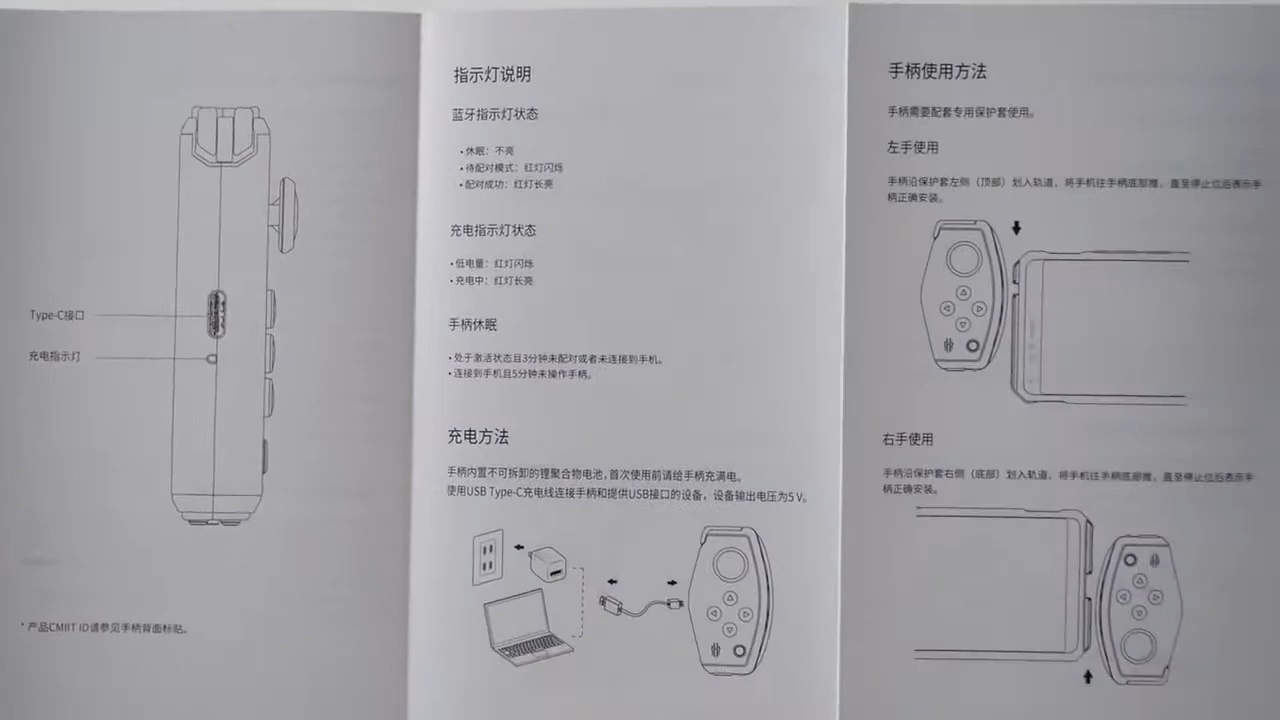 Type-C接口
充电指示灯
* 产品CMIIT ID请参见手柄背面标贴。
指示灯说明
蓝牙指示灯状态
• 休眠：不亮
• 待配对模式：红灯闪烁
• 配对成功：红灯长亮
充电指示灯状态
• 低电量：红灯闪烁
• 充电中：红灯长亮
手柄休眠
• 处于激活状态且3分钟未配对或者未连接到手机。
• 连接到手机且5分钟未操作手柄。
充电方法
手柄内置不可拆卸的锂聚合物电池，首次使用前请给手柄充满电。
使用USB Type-C充电线连接手柄和提供USB接口的设备，设备输出电压为5 V。
手柄使用方法
手柄需要配套专用保护套使用。
左手使用
手柄沿保护套左侧（顶部）划入轨道，将手机往手柄底部推，直至停止位后表示手
柄正确安装。
右手使用
手柄沿保护套右侧（底部）划入轨道，将手机往手柄底部推，直至停止位后表示手
柄正确安装。